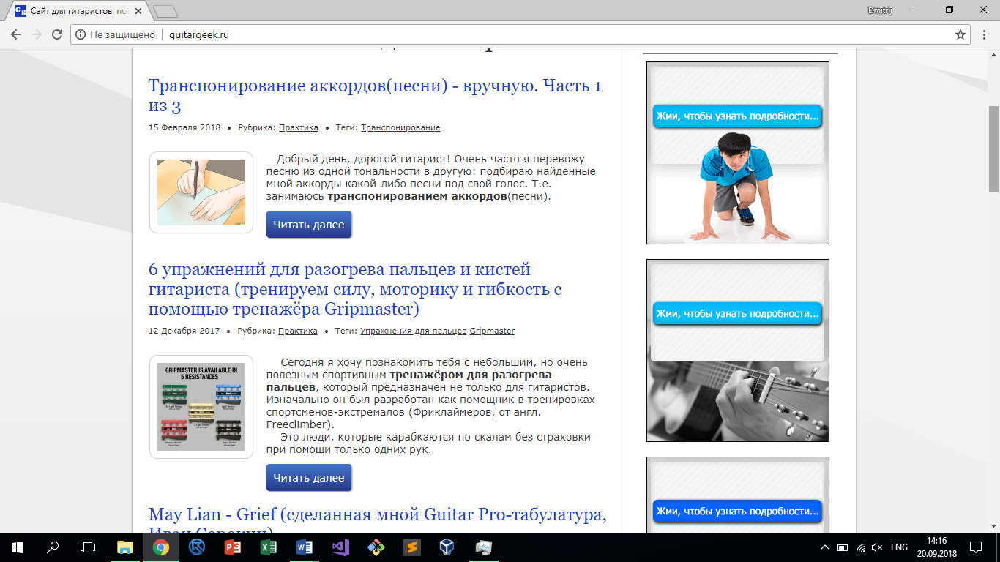 Сайт для гитаристов, по
Dmitrij
Не защищено
guitargeek.ru
Транспонирование аккордов(песни) - вручную. Часть 1
из 3
15 Февраля 2018 • Рубрика: Практика • Теги: Транспонирование
Добрый день, дорогой гитарист! Очень часто я перевожу
песню из одной тональности в другую: подбираю найденные
мной аккорды какой-либо песни под свой голос. Т.е.
занимаюсь транспонированием аккордов(песни).
Читать далее
6 упражнений для разогрева пальцев и кистей
гитариста (тренируем силу, моторику и гибкость с
помощью тренажёра Gripmaster)
12 Декабря 2017 • Рубрика: Практика • Теги: Упражнения для пальцев Gripmaster
GRIPMASTER IS AVAILABLE IN
5 RESISTANCES
Сегодня я хочу познакомить тебя с небольшим, но очень
полезным спортивным тренажёром для разогрева
пальцев, который предназначен не только для гитаристов.
Изначально он был разработан как помощник в тренировках
спортсменов-экстремалов (Фриклаймеров, от англ.
Freeclimber).
Это люди, которые карабкаются по скалам без страховки
при помощи только одних рук.
Читать далее
May Lian - Grief (сделанная мной Guitar Pro-табулатура,
Иван Сорокин)
Жми, чтобы узнать подробности...
Жми, чтобы узнать подробности...
Жми, чтобы узнать подробности...
ENG
14:16
20.09.2018